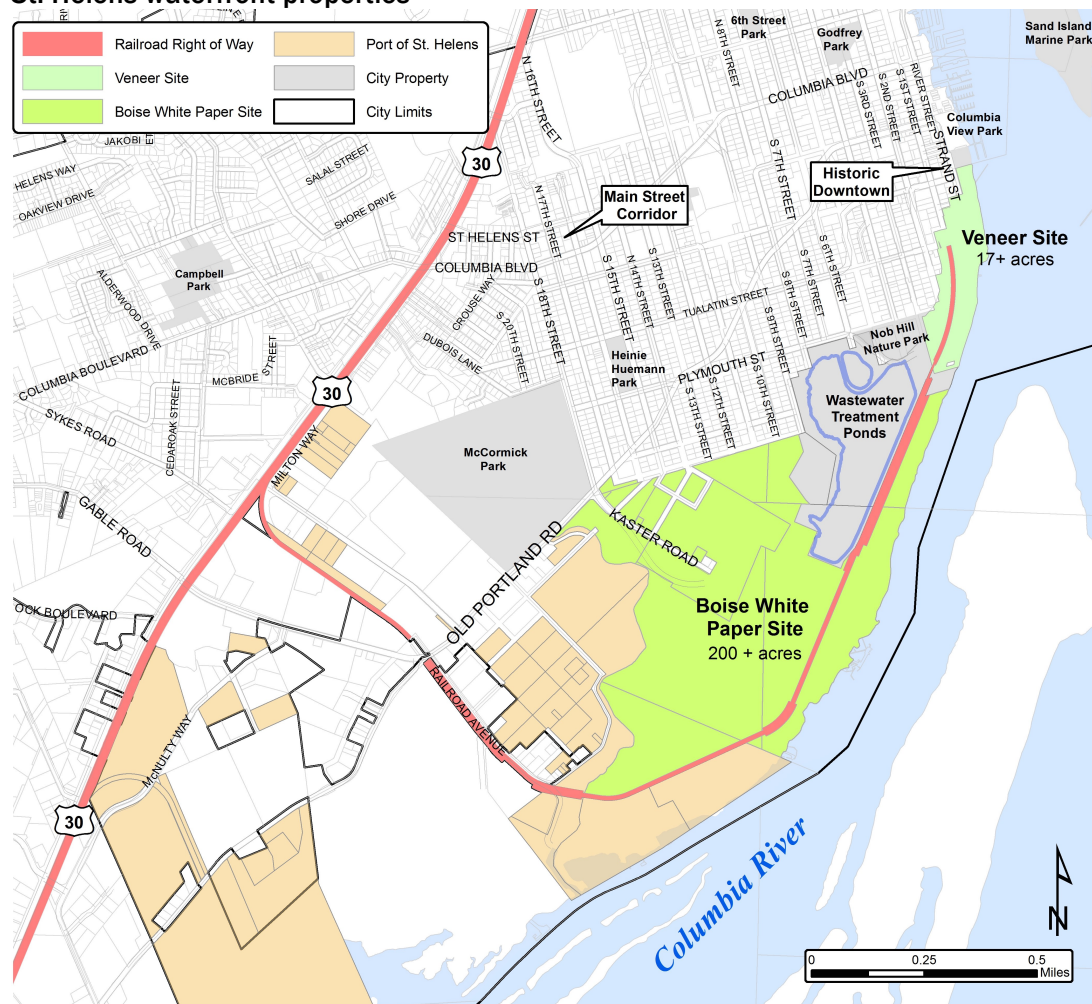 St. Helens waterfront properties
Railroad Right of Way
Veneer Site
Boise White Paper Site
Port of St. Helens
City Property
City Limits
6th Street
Park
Godfrey
Park
Sand Island
Marine Park
N 8TH STREET
N 16TH STREET
COLUMBIA BLVD
S 3RD STREET
S 2ND STREET
S 1ST STREET
RIVER STREET
STRAND ST
Columbia
View Park
JAKOBI
HELENS WAY
OAKVIEW DRIVE
SALAL STREET
SHORE DRIVE
30
Historic
Downtown
Main Street
Corridor
S 7TH STREET
N 17TH STREET
ST HELENS ST
COLUMBIA BLVD
Veneer Site
17+ acres
Campbell
Park
ALDERWOOD DRIVE
CROUSE WAY
S 18TH STREET
S 15TH STREET
N 14TH STREET
S 13TH STREET
S 6TH STREET
S 7TH STREET
S 8TH STREET
TUALATIN STREET
S 9TH STREET
S 20TH STREET
DUBOIS LANE
Nob Hill
Nature Park
COLUMBIA BOULEVARD
MCBRIDE
STREET
Heinie
Huemann
Park
PLYMOUTH ST
S 10TH STREET
S 12TH STREET
S 13TH STREET
30
Wastewater
Treatment
Ponds
SYKES ROAD
CEDAROAK STREET
MILTON WAY
McCormick
Park
GABLE ROAD
KASTER ROAD
OLD PORTLAND RD
OCK BOULEVARD
Boise White
Paper Site
200 + acres
RAILROAD AVENUE
McNULTY WAY
30
Columbia River
N
0
0.25
0.5
Miles